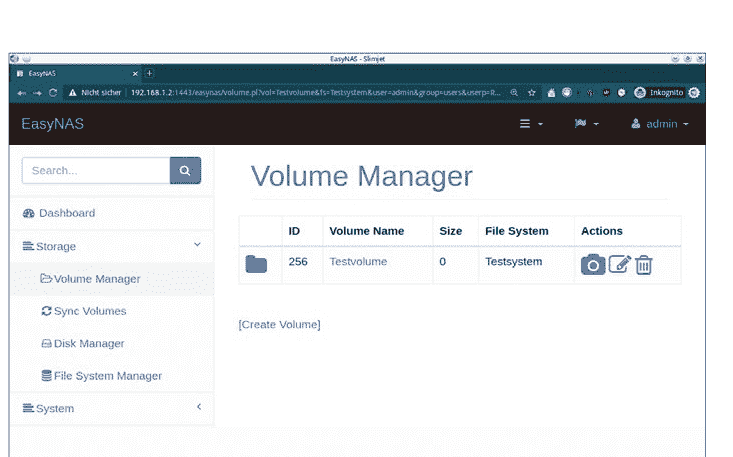 EasyNAS - Slimjet
EasyNAS
Nicht sicher | 192.168.1.2:1443/easynas/volume.pl?vol=Testvolume&fs=Testsystem&user=admin&group=users&userp=R... Inkognito
EasyNAS
admin
Search...
Volume Manager
Dashboard
Storage
Volume Manager
Sync Volumes
Disk Manager
File System Manager
System
ID Volume Name Size File System Actions
256 Testvolume 0 Testsystem
[Create Volume]